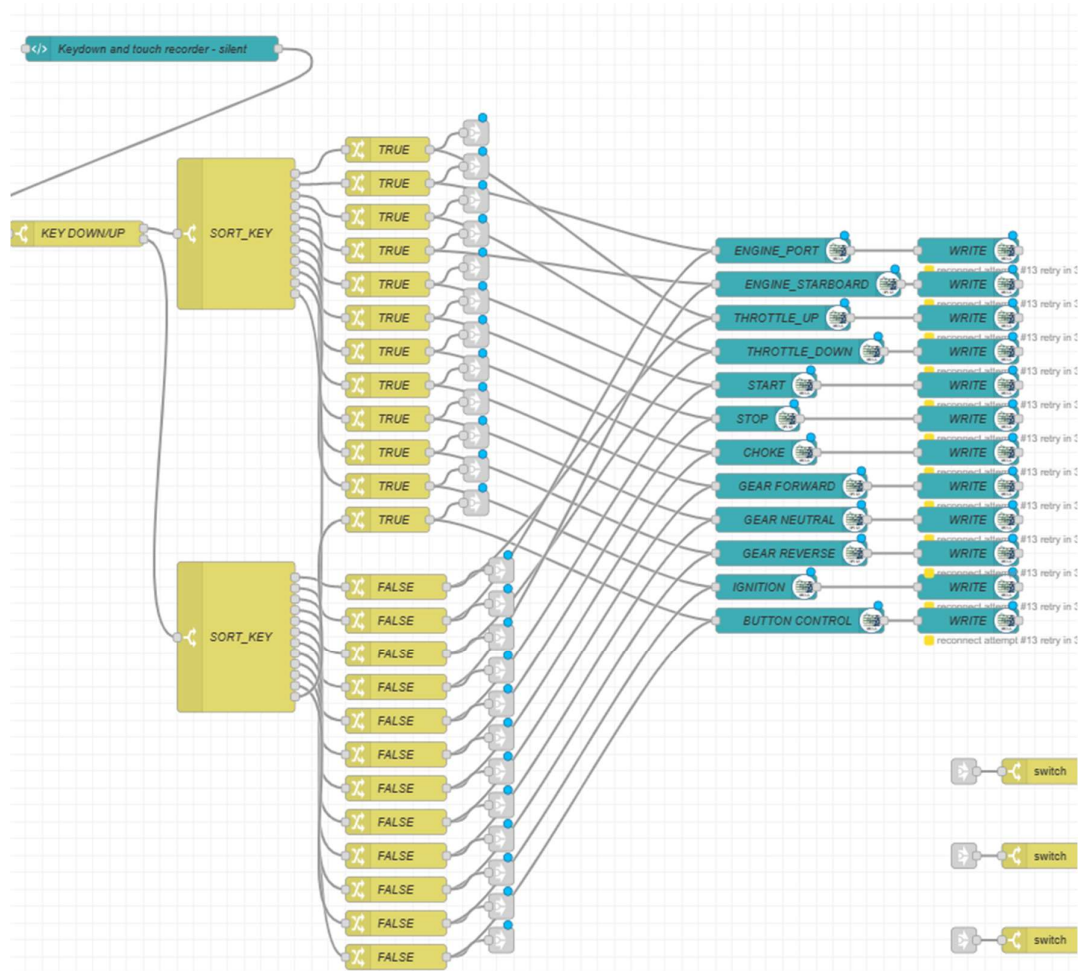 Keydown and touch recorder - silent
KEY DOWN/UP
SORT_KEY
TRUE
TRUE
TRUE
TRUE
TRUE
TRUE
TRUE
TRUE
TRUE
TRUE
TRUE
TRUE
SORT_KEY
FALSE
FALSE
FALSE
FALSE
FALSE
FALSE
FALSE
FALSE
FALSE
FALSE
FALSE
FALSE
ENGINE_PORT WRITE
reconnect attempt #13 retry in 3
ENGINE_STARBOARD WRITE
reconnect attempt #13 retry in 3
THROTTLE_UP WRITE
reconnect attempt #13 retry in 3
THROTTLE_DOWN WRITE
reconnect attempt #13 retry in 3
START WRITE
reconnect attempt #13 retry in 3
STOP WRITE
reconnect attempt #13 retry in 3
CHOKE WRITE
reconnect attempt #13 retry in 3
GEAR FORWARD WRITE
reconnect attempt #13 retry in 3
GEAR NEUTRAL WRITE
reconnect attempt #13 retry in 3
GEAR REVERSE WRITE
reconnect attempt #13 retry in 3
IGNITION WRITE
reconnect attempt #13 retry in 3
BUTTON CONTROL WRITE
reconnect attempt #13 retry in 3
switch
switch
switch